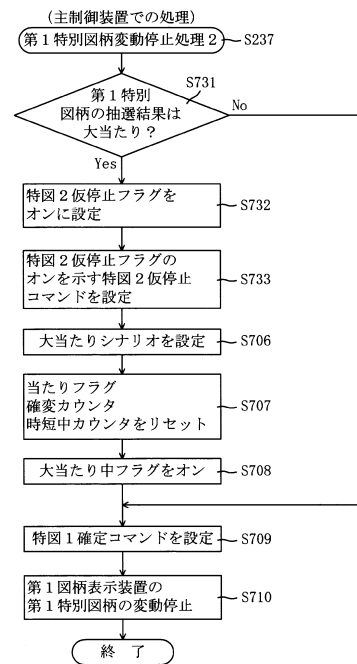 (主制御装置での処理)
第1特別図柄変動停止処理2
S237
S731
第1特別
図柄の抽選結果は
大当たり？
No
Yes
特図2仮停止フラグを
オンに設定
S732
特図2仮停止フラグの
オンを示す特図2仮停止
コマンドを設定
S733
大当たりシナリオを設定
S706
当たりフラグ
確変カウンタ
時短中カウンタをリセット
S707
大当たり中フラグをオン
S708
特図1確定コマンドを設定
S709
第1図柄表示装置の
第1特別図柄の変動停止
S710
終 了